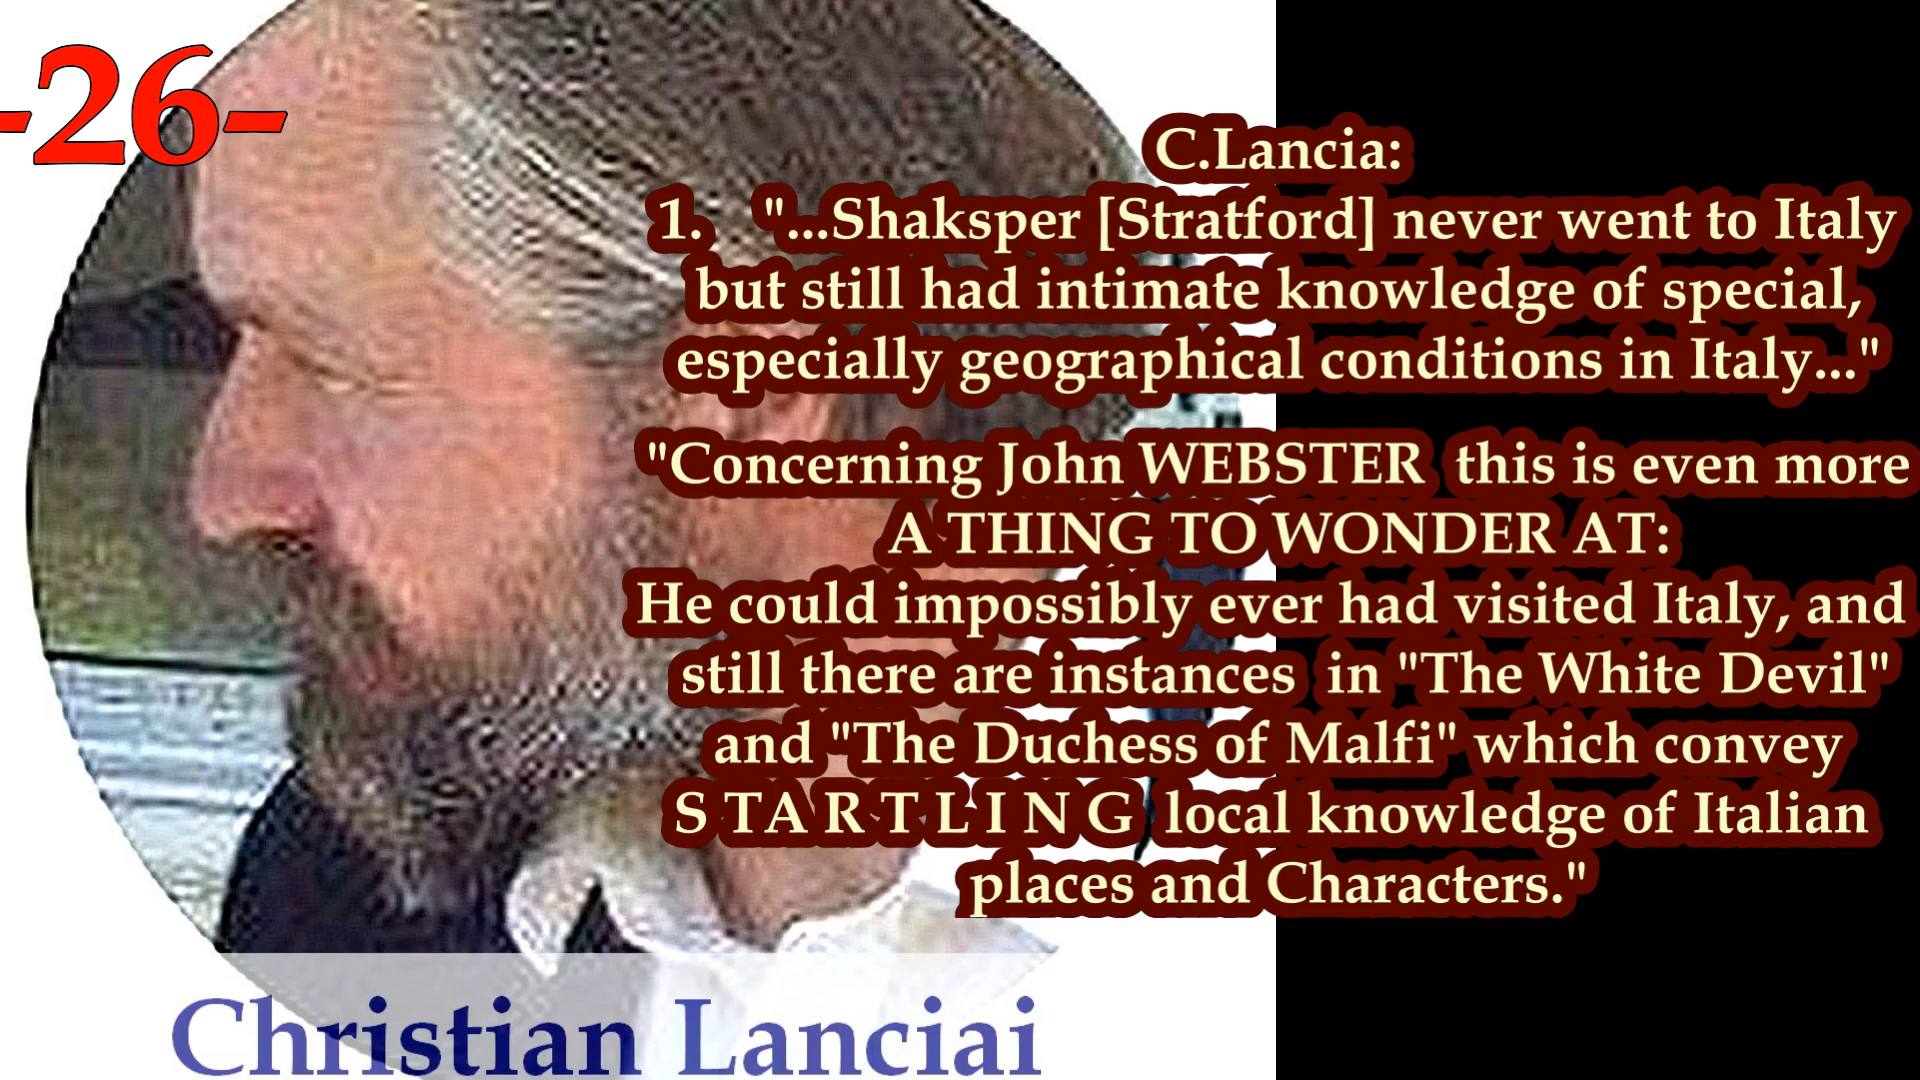 -26-
C.Lancia:
1. "...Shaksper [Stratford] never went to Italy
but still had intimate knowledge of special,
especially geographical conditions in Italy..."
"Concerning John WEBSTER this is even more
A THING TO WONDER AT:
He could impossibly ever had visited Italy, and
still there are instances in "The White Devil"
and "The Duchess of Malfi" which convey
S TA R T L I N G local knowledge of Italian
places and Characters."
Christian Lanciai